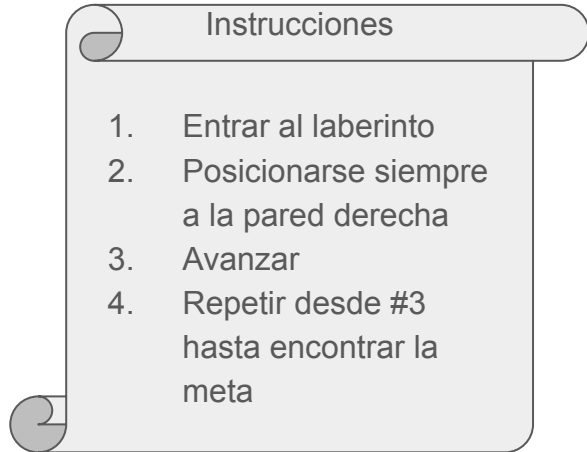 Instrucciones
1. Entrar al laberinto
2. Posicionarse siempre
a la pared derecha
3. Avanzar
4. Repetir desde #3
hasta encontrar la
meta